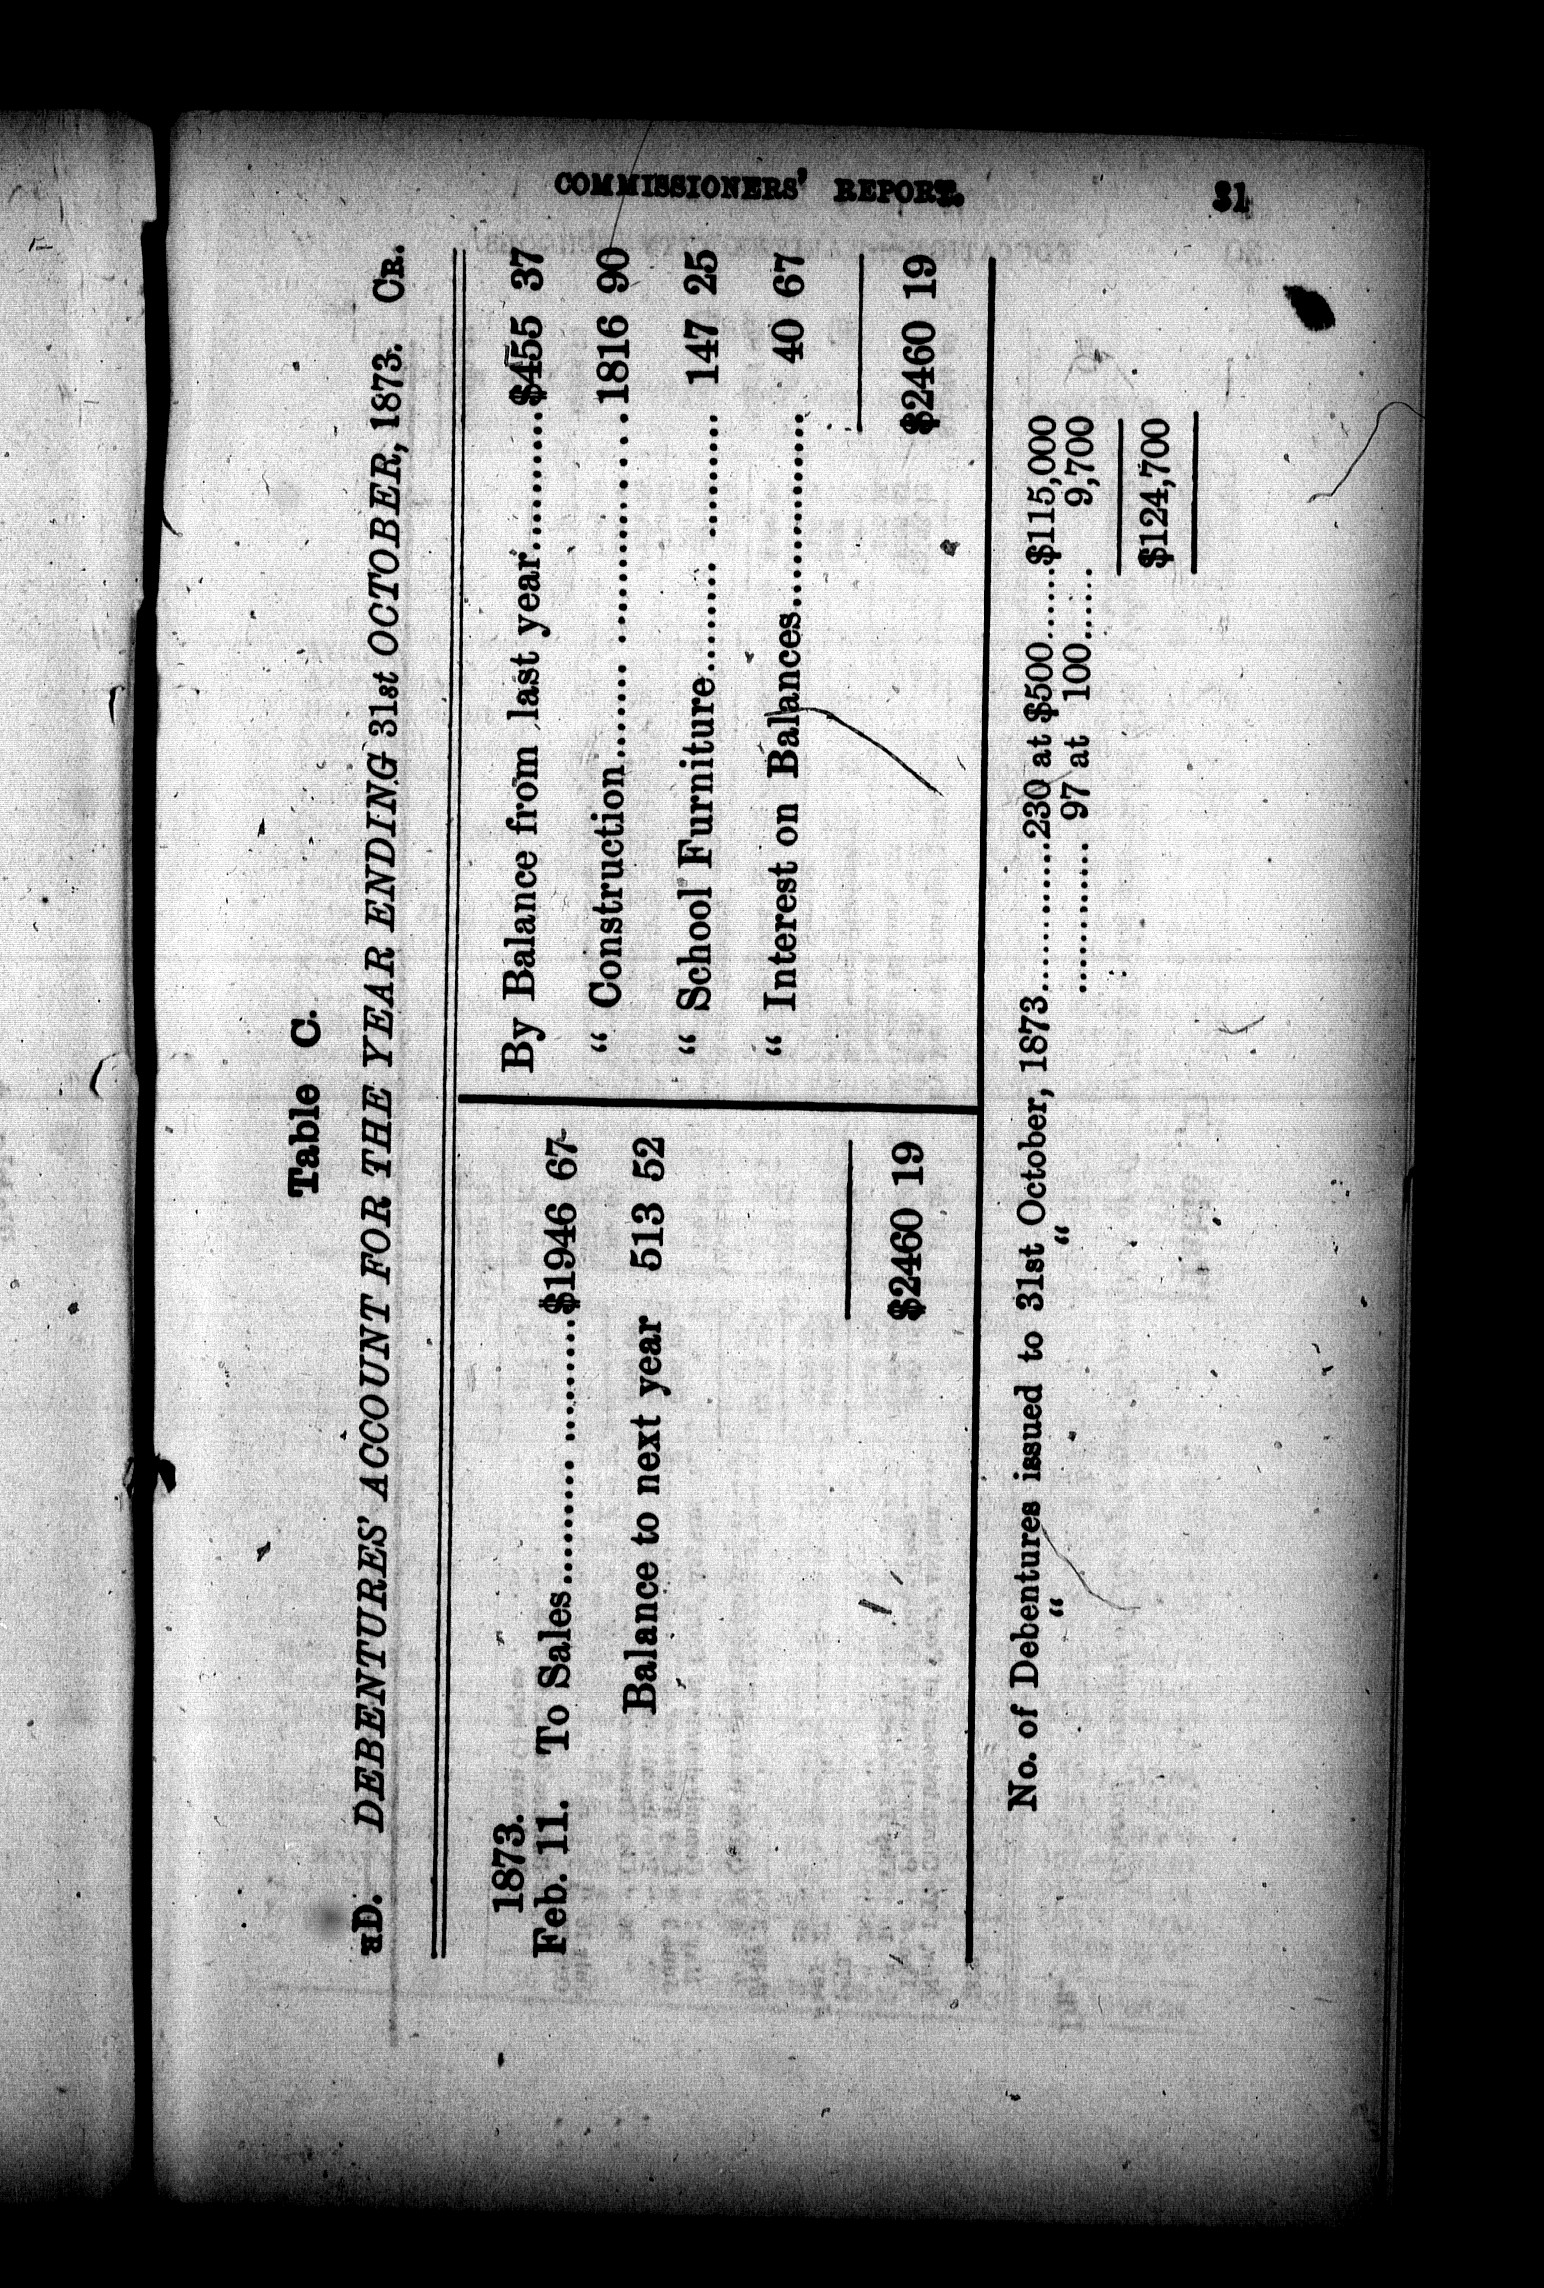 COMMISSIONERS' REPORT. 31
Table C.
DEBENTURES' ACCOUNT FOR THE YEAR ENDING 31st OCTOBER, 1873. CR.
1873.
Feb. 11. To Sales.......... ..........$1946 67
Balance to next year 513 52
$2460 19
By Balance from last year..........$455 37
" Construction....... ................1816 90
" School Furniture......... ......... 147 25
" Interest on Balances............... 40 67
$2460 19
No. of Debentures issued to 31st October, 1873............230 at $500......$115,000
" " ............ 97 at 100...... 9,700
$124,700